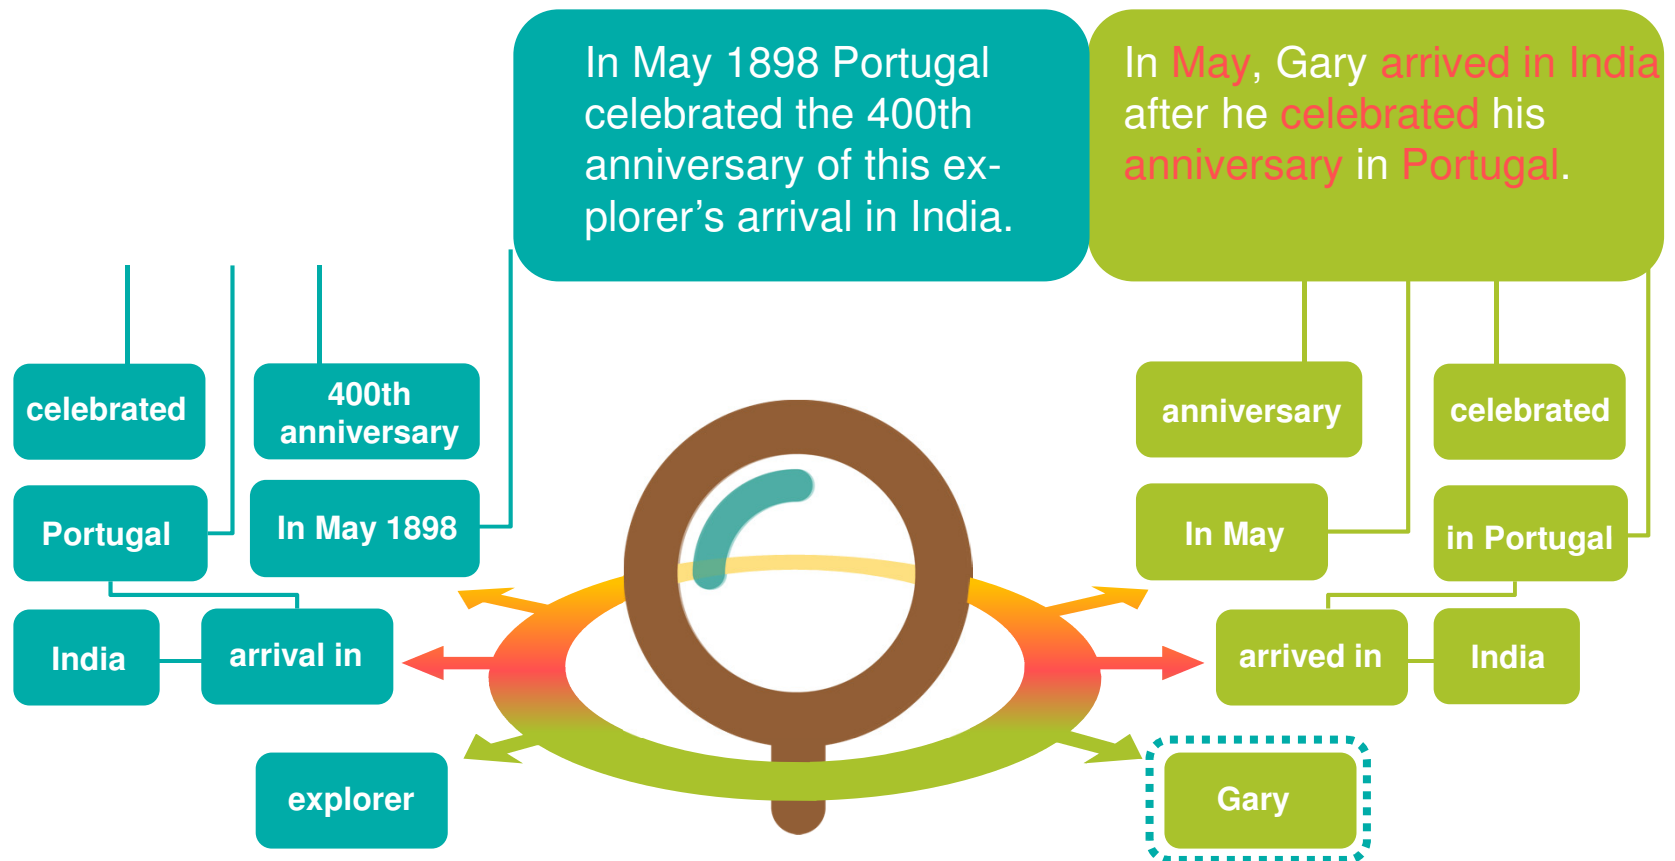 In May 1898 Portugal
celebrated the 400th
anniversary of this ex-
plorer’s arrival in India.
In May, Gary arrived in India
after he celebrated his
anniversary in Portugal.
celebrated
400th
anniversary
Portugal
In May 1898
India
arrival in
explorer
anniversary
celebrated
In May
in Portugal
arrived in
India
Gary